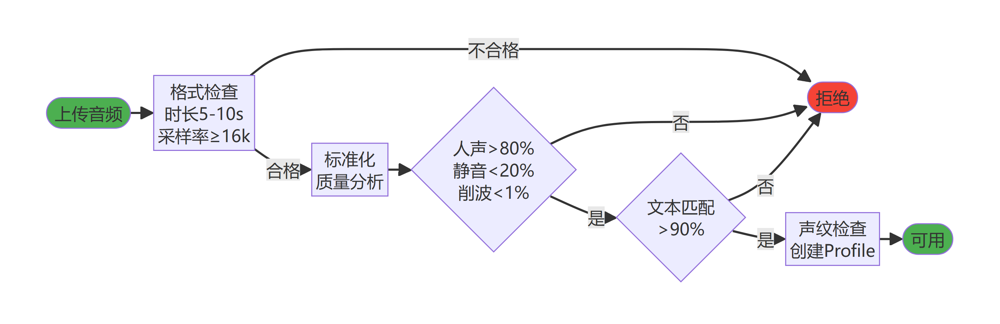 上传音频
格式检查
时长5-10s
采样率≥16k
不合格
合格
标准化
质量分析
人声>80%
静音<20%
削波<1%
否
是
文本匹配
>90%
否
是
拒绝
声纹检查
创建Profile
可用